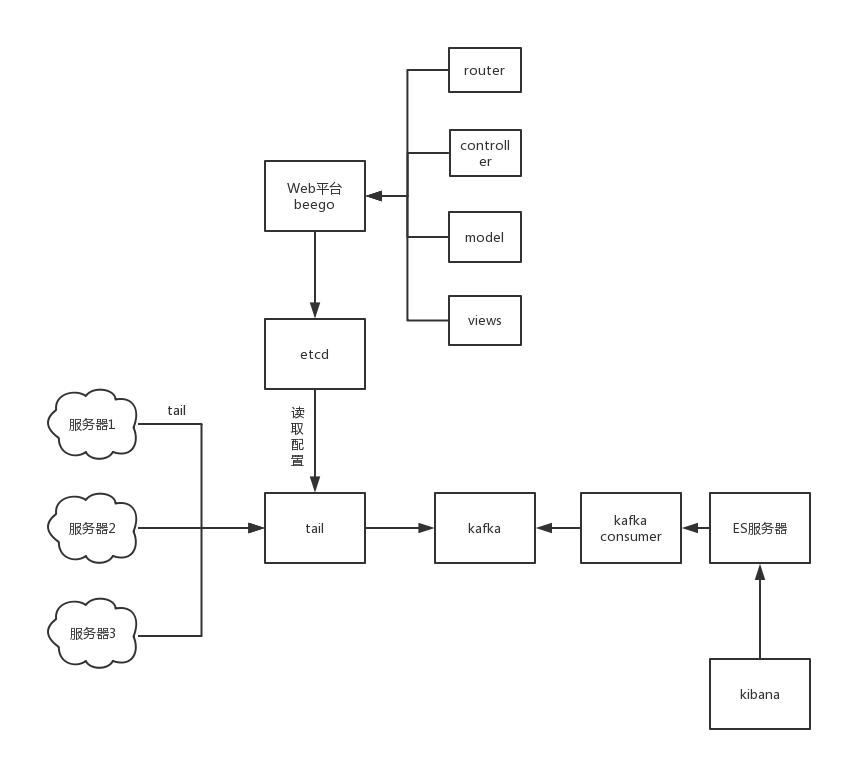 router
controll
er
Web平台
beego
model
views
etcd
读
取
配
置
tail
服务器1
服务器2
服务器3
tail
kafka
kafka
consumer
ES服务器
kibana